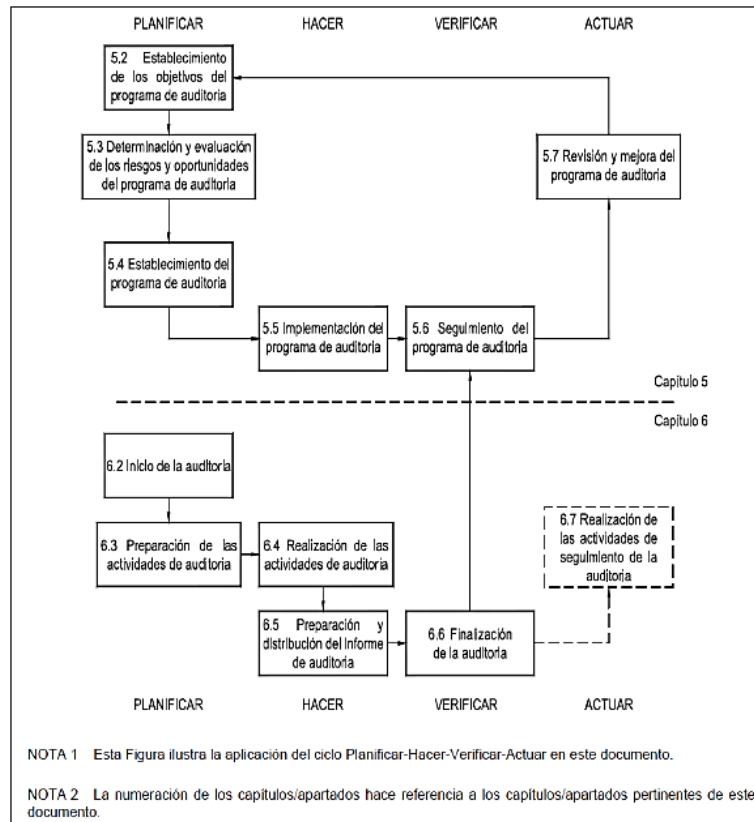 PLANIFICAR HACER VERIFICAR ACTUAR
5.2 Establecimiento
de los objetivos del
programa de auditoria
5.3 Determinación y evaluación
de los riesgos y oportunidades
del programa de auditoria
5.7 Revisión y mejora del
programa de auditoria
5.4 Establecimiento del
programa de auditoria
5.5 Implementación del
programa de auditoria
5.6 Seguimiento del
programa de auditoria
Capítulo 5
Capítulo 6
6.2 Inicio de la auditoria
6.3 Preparación de las
actividades de auditoria
6.4 Realización de las
actividades de auditoria
6.7 Realización de
las actividades de
seguimiento de la
auditoria
6.5 Preparación y
distribución del informe
de auditoria
6.6 Finalización
de la auditoria
PLANIFICAR HACER VERIFICAR ACTUAR
NOTA 1 Esta Figura ilustra la aplicación del ciclo Planificar-Hacer-Verificar-Actuar en este documento.
NOTA 2 La numeración de los capítulos/apartados hace referencia a los capítulos/apartados pertinentes de este
documento.